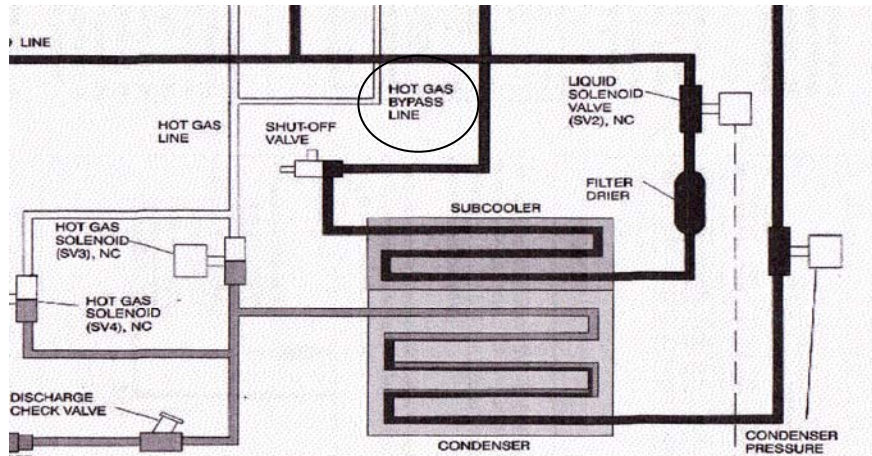 LINE
HOT GAS
BYPASS
LINE
LIQUID
SOLENOID
VALVE
(SV2), NC
HOT GAS
LINE
SHUT-OFF
VALVE
FILTER
DRIER
SUBCOOLER
HOT GAS
SOLENOID
(SV3), NC
HOT GAS
SOLENOID
(SV4), NC
DISCHARGE
CHECK VALVE
CONDENSER
CONDENSER
PRESSURE